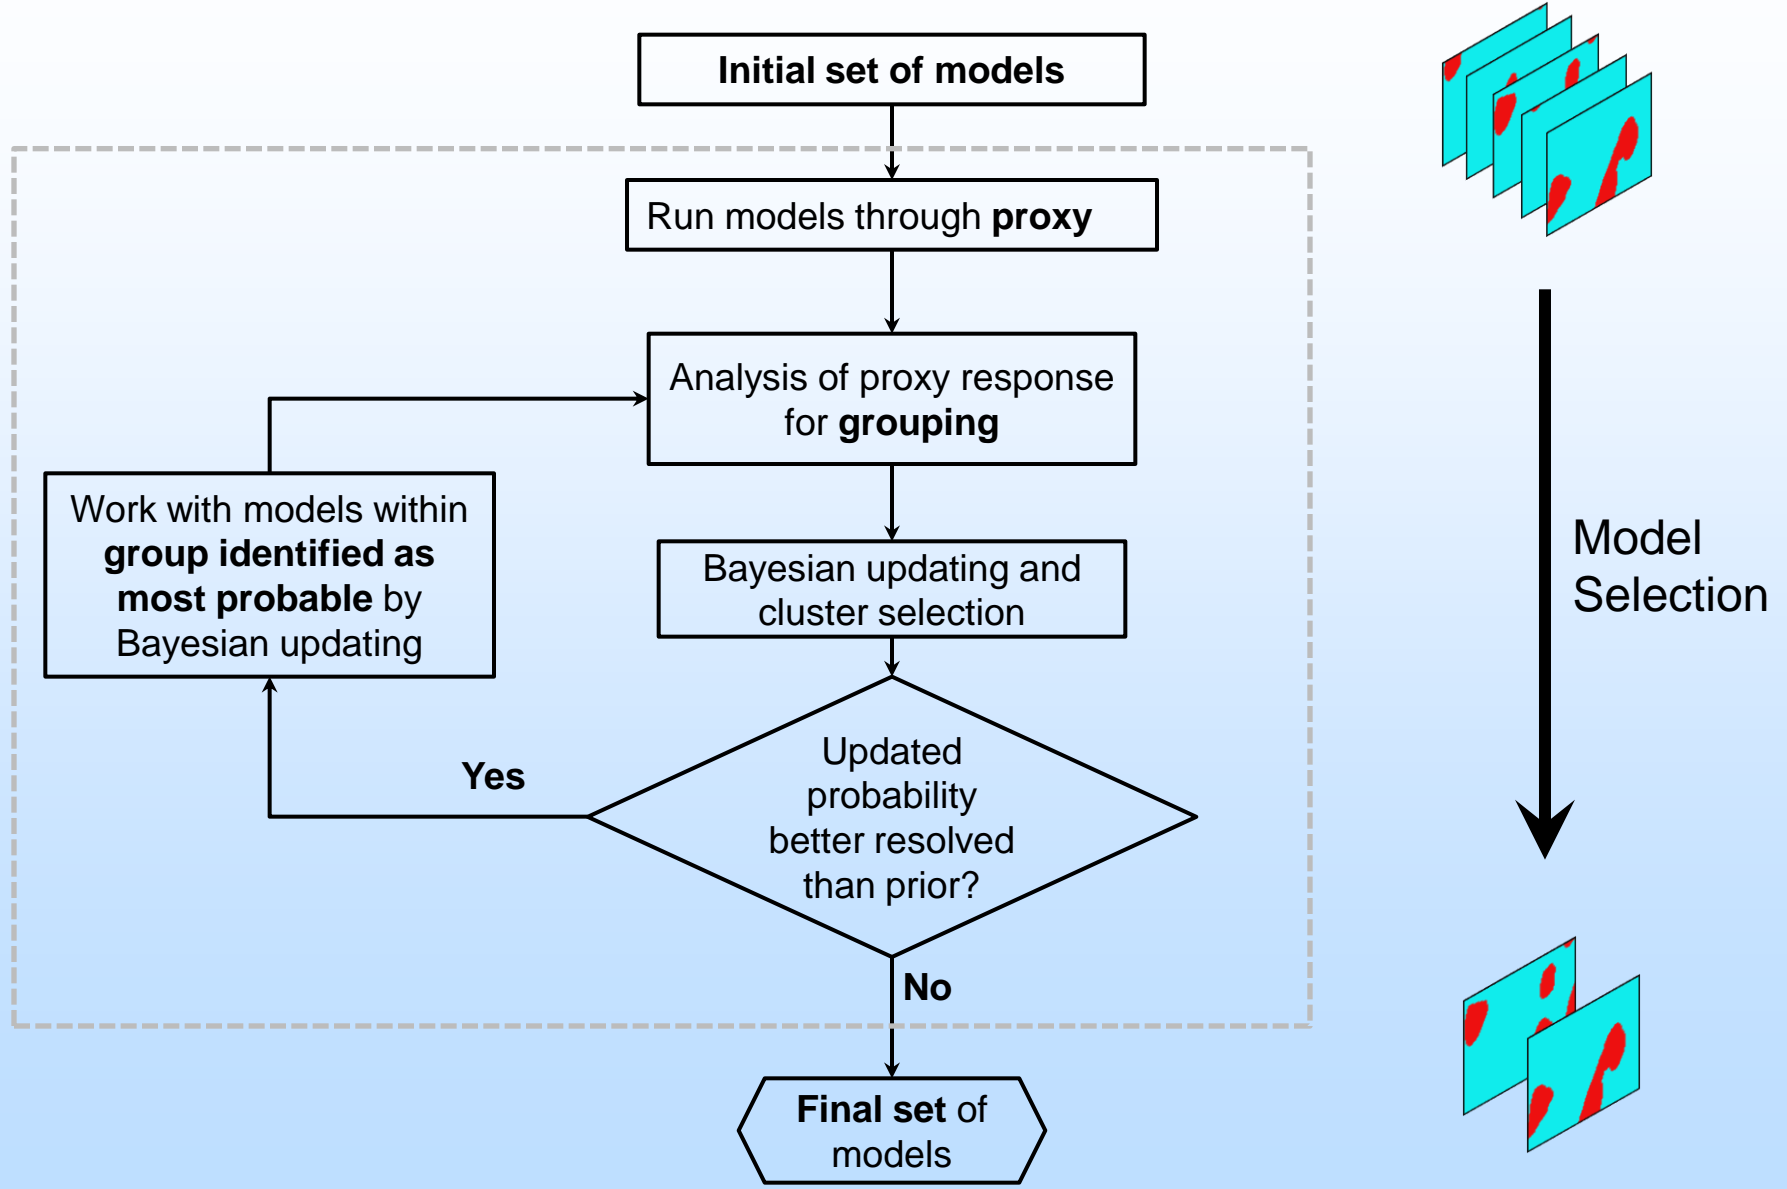 Initial set of models
Run models through proxy
Analysis of proxy response
for grouping
Work with models within
group identified as
most probable by
Bayesian updating
Bayesian updating and
cluster selection
Model
Selection
Yes
Updated
probability
better resolved
than prior?
No
Final set of
models